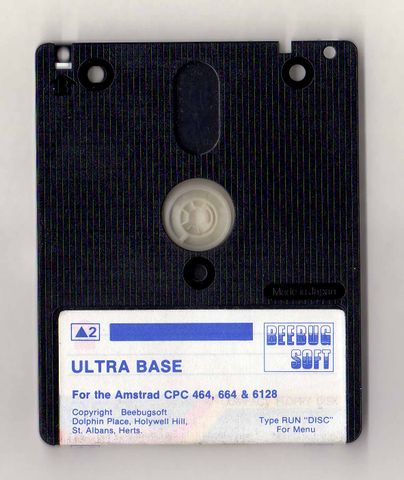 Made in Japan
▲2
BEEBUG
SOFT
ULTRA BASE
For the Amstrad CPC 464, 664 & 6128
Copyright Beebugsoft
Dolphin Place, Holywell Hill,
St. Albans, Herts.
Type RUN "DISC"
For Menu